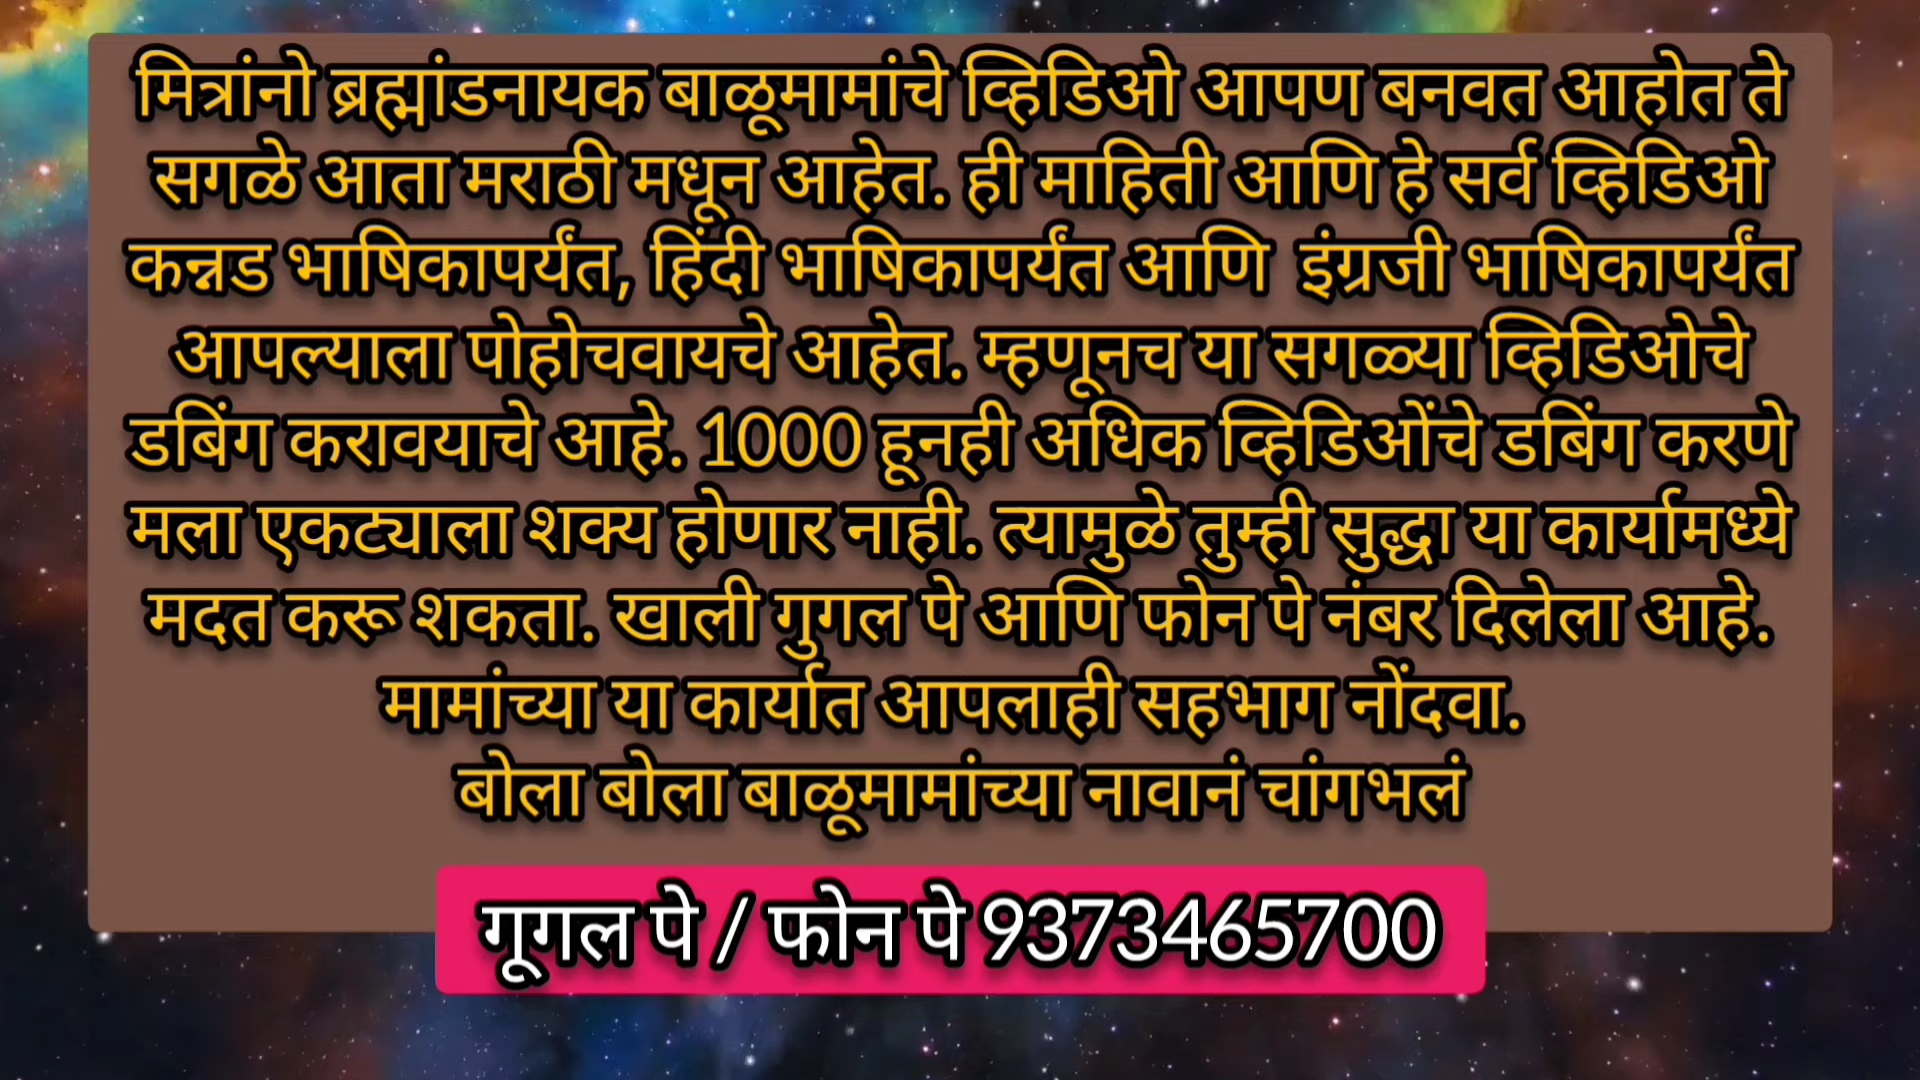 मित्रांनो ब्रह्मांडनायक बाळूमामांचे व्हिडिओ आपण बनवत आहोत ते
सगळे आता मराठी मधून आहेत. ही माहिती आणि हे सर्व व्हिडिओ
कन्नड भाषिकापर्यंत, हिंदी भाषिकापर्यंत आणि इंग्रजी भाषिकापर्यंत
आपल्याला पोहोचवायचे आहेत. म्हणूनच या सगळ्या व्हिडिओचे
डबिंग करावयाचे आहे. 1000 हूनही अधिक व्हिडिओंचे डबिंग करणे
मला एकट्याला शक्य होणार नाही. त्यामुळे तुम्ही सुद्धा या कार्यामध्ये
मदत करू शकता. खाली गुगल पे आणि फोन पे नंबर दिलेला आहे.
मामांच्या या कार्यात आपलाही सहभाग नोंदवा.
बोला बोला बाळूमामांच्या नावानं चांगभलं
गूगल पे / फोन पे 9373465700